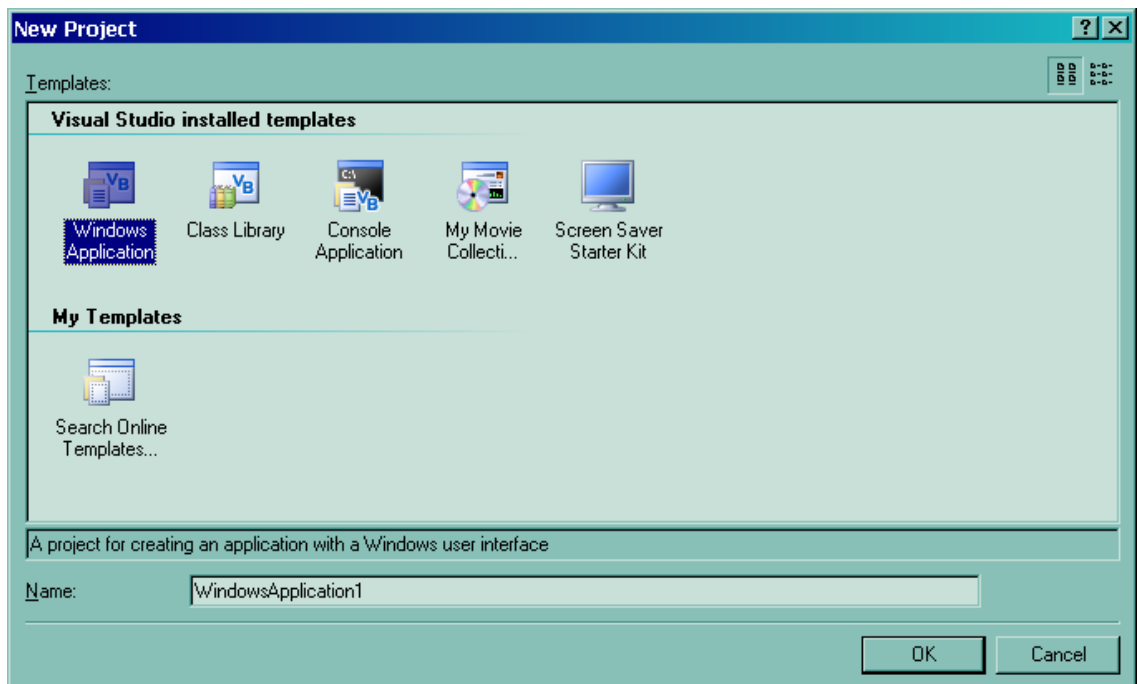 New Project
Templates:
Visual Studio installed templates
Windows Application
Class Library
Console Application
My Movie Collecti...
Screen Saver Starter Kit
My Templates
Search Online Templates...
A project for creating an application with a Windows user interface
Name:
WindowsApplication1
OK
Cancel